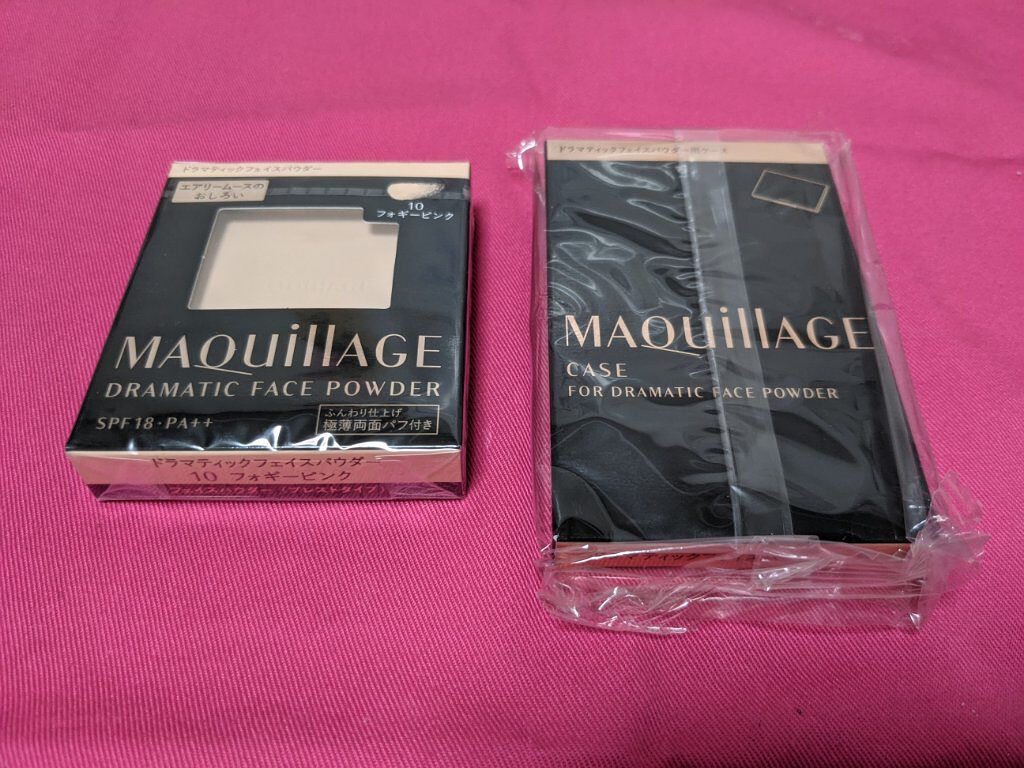 ドラマティックフェイスパウダー
エアリームースの
おしろい
10
フォギーピンク
MAQuillAGE
DRAMATIC FACE POWDER
SPF18・PA++
ふんわり仕上げ
極薄両面パフ付き
ドラマティックフェイスパウダー
10 フォギーピンク
ドラマティックフェイスパウダー用ケース
MAQuillAGE
CASE
FOR DRAMATIC FACE POWDER